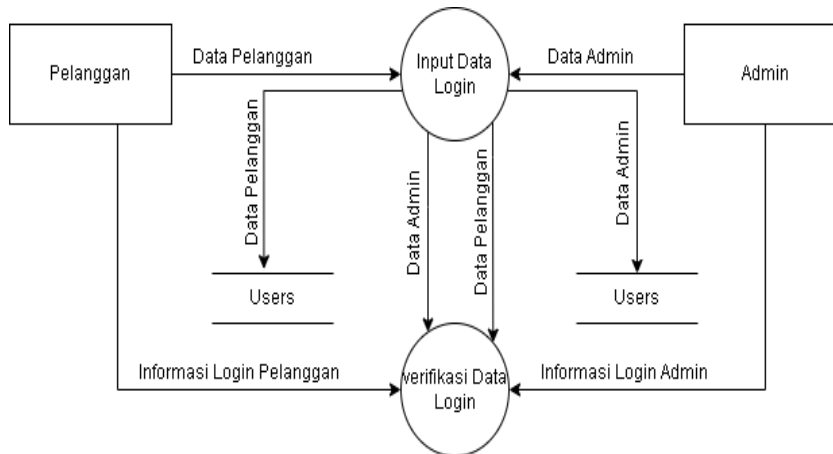 Pelanggan
Data Pelanggan
Input Data
Login
Data Admin
Admin
Data Pelanggan
Data Admin
Data Pelanggan
Data Admin
Users
Users
Informasi Login Pelanggan
verifikasi Data
Login
Informasi Login Admin